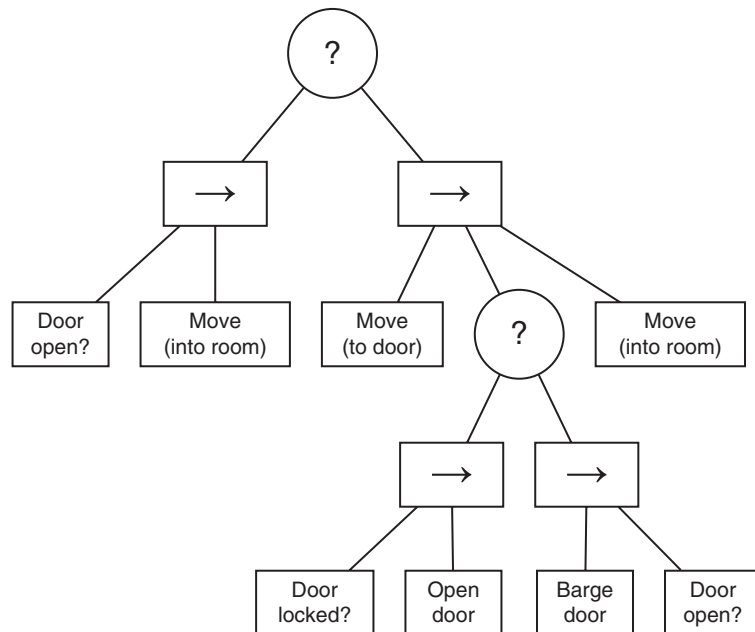 ?
→
→
Door
open?
Move
(into room)
Move
(to door)
?
Move
(into room)
→
→
Door
locked?
Open
door
Barge
door
Door
open?